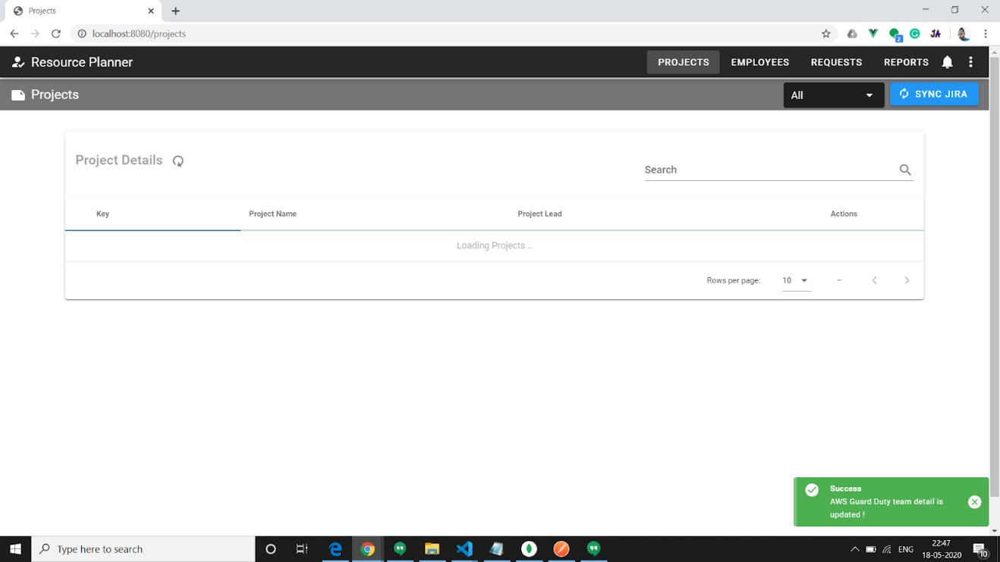 Projects
localhost:8080/projects
2
JA
Resource Planner
PROJECTS
EMPLOYEES
REQUESTS
REPORTS
Projects
All
SYNC JIRA
Project Details
Search
Key
Project Name
Project Lead
Actions
Loading Projects...
Rows per page:
10
–
Success
AWS Guard Duty team detail is
updated !
Type here to search
ENG
22:47
18-05-2020
10